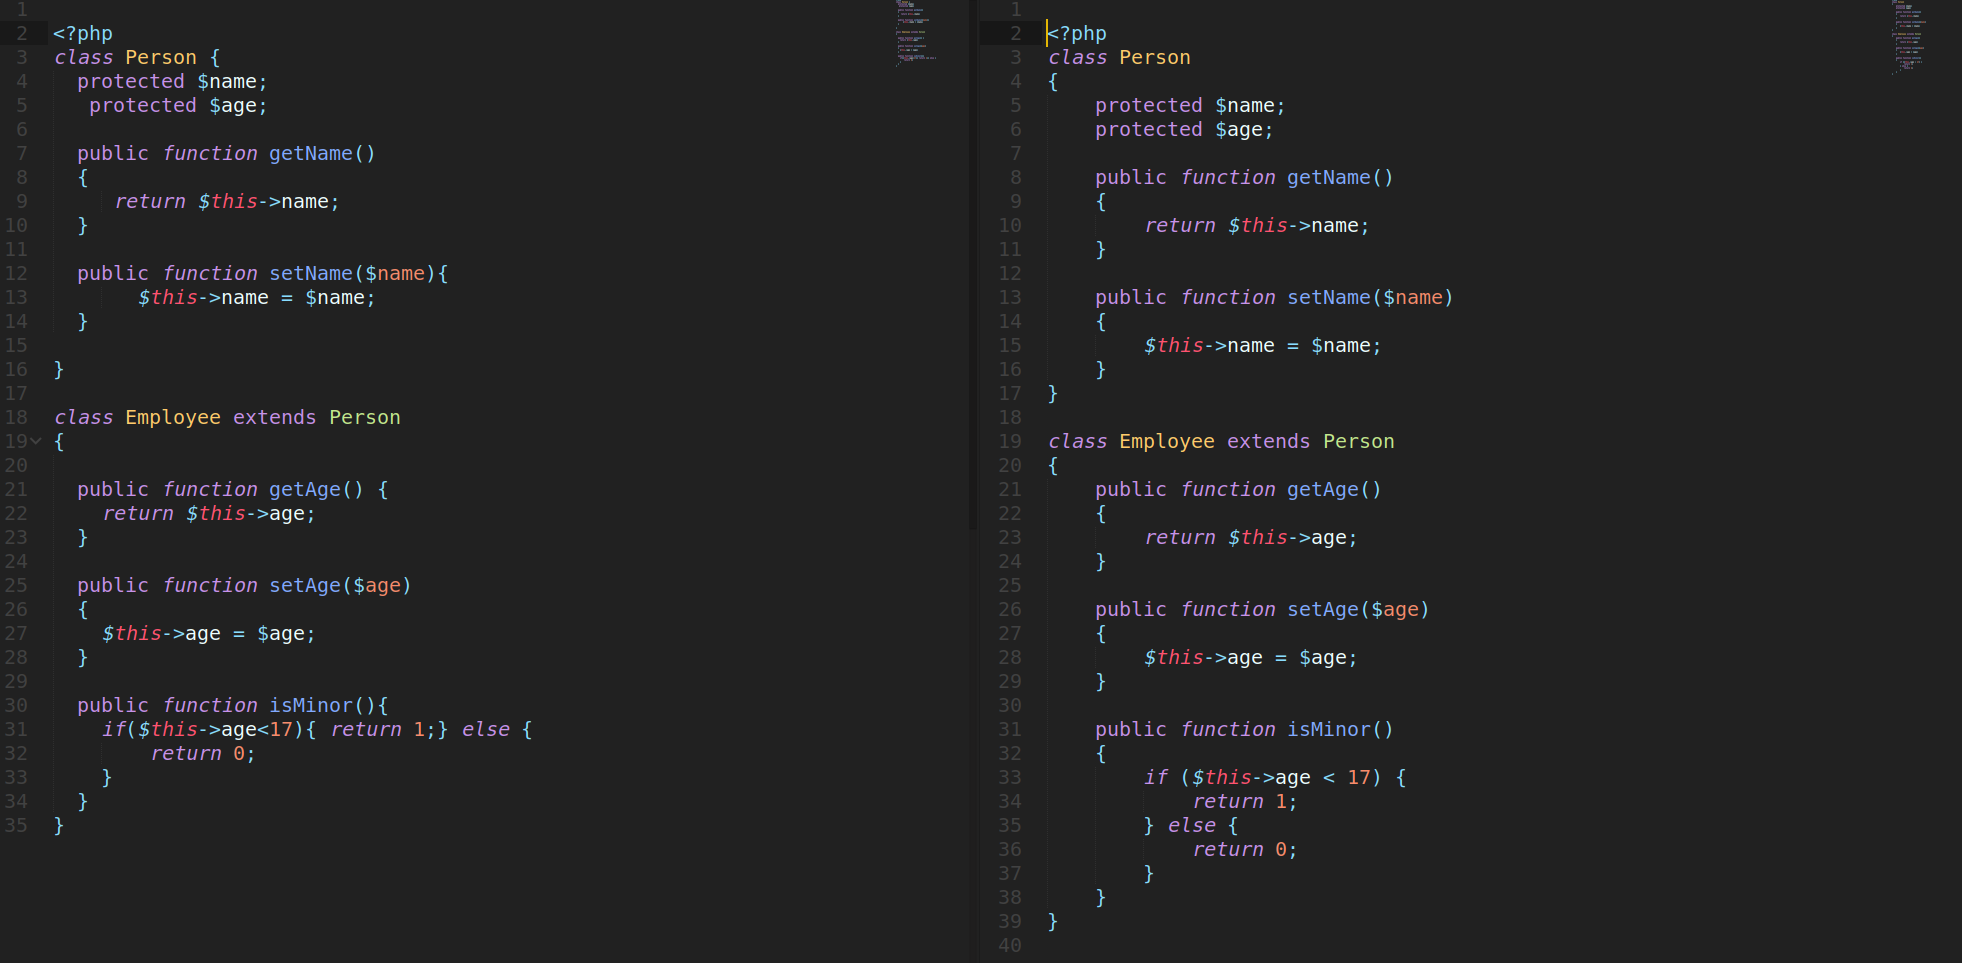 1
2 <?php
3 class Person {
4   protected $name;
5    protected $age;
6
7   public function getName()
8   {
9      return $this->name;
10   }
11
12   public function setName($name){
13        $this->name = $name;
14   }
15
16 }
17
18 class Employee extends Person
19 {
20
21   public function getAge() {
22     return $this->age;
23   }
24
25   public function setAge($age)
26   {
27     $this->age = $age;
28   }
29
30   public function isMinor(){
31     if($this->age<17){ return 1;} else {
32         return 0;
33     }
34   }
35 }
1
2 <?php
3 class Person
4 {
5     protected $name;
6     protected $age;
7
8     public function getName()
9     {
10         return $this->name;
11     }
12
13     public function setName($name)
14     {
15         $this->name = $name;
16     }
17 }
18
19 class Employee extends Person
20 {
21     public function getAge()
22     {
23         return $this->age;
24     }
25
26     public function setAge($age)
27     {
28         $this->age = $age;
29     }
30
31     public function isMinor()
32     {
33         if ($this->age < 17) {
34             return 1;
35         } else {
36             return 0;
37         }
38     }
39 }
40